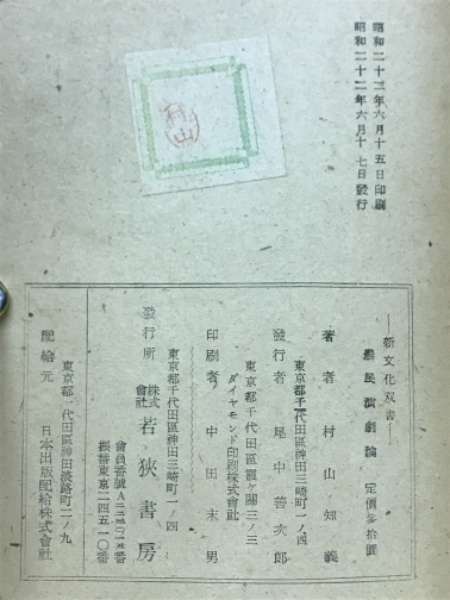 昭和二十二年六月十五日印刷
昭和二十二年六月十七日發行
村山
—新文化双書—
農民演劇論 定價參拾圓
著者 村山知義
東京都千代田區神田三崎町一ノ四
發行者 尾中善次郎
東京都千代田區霞ヶ關三ノ三
ダイヤモンド印刷株式會社
印刷者 中田末男
東京都千代田區神田三崎町一ノ四
發行所 株式會社 若狹書房
會員番號A
振替東京二四五一〇番
東京都千代田區神田淡路町二ノ九
配給元 日本出版配給株式會社